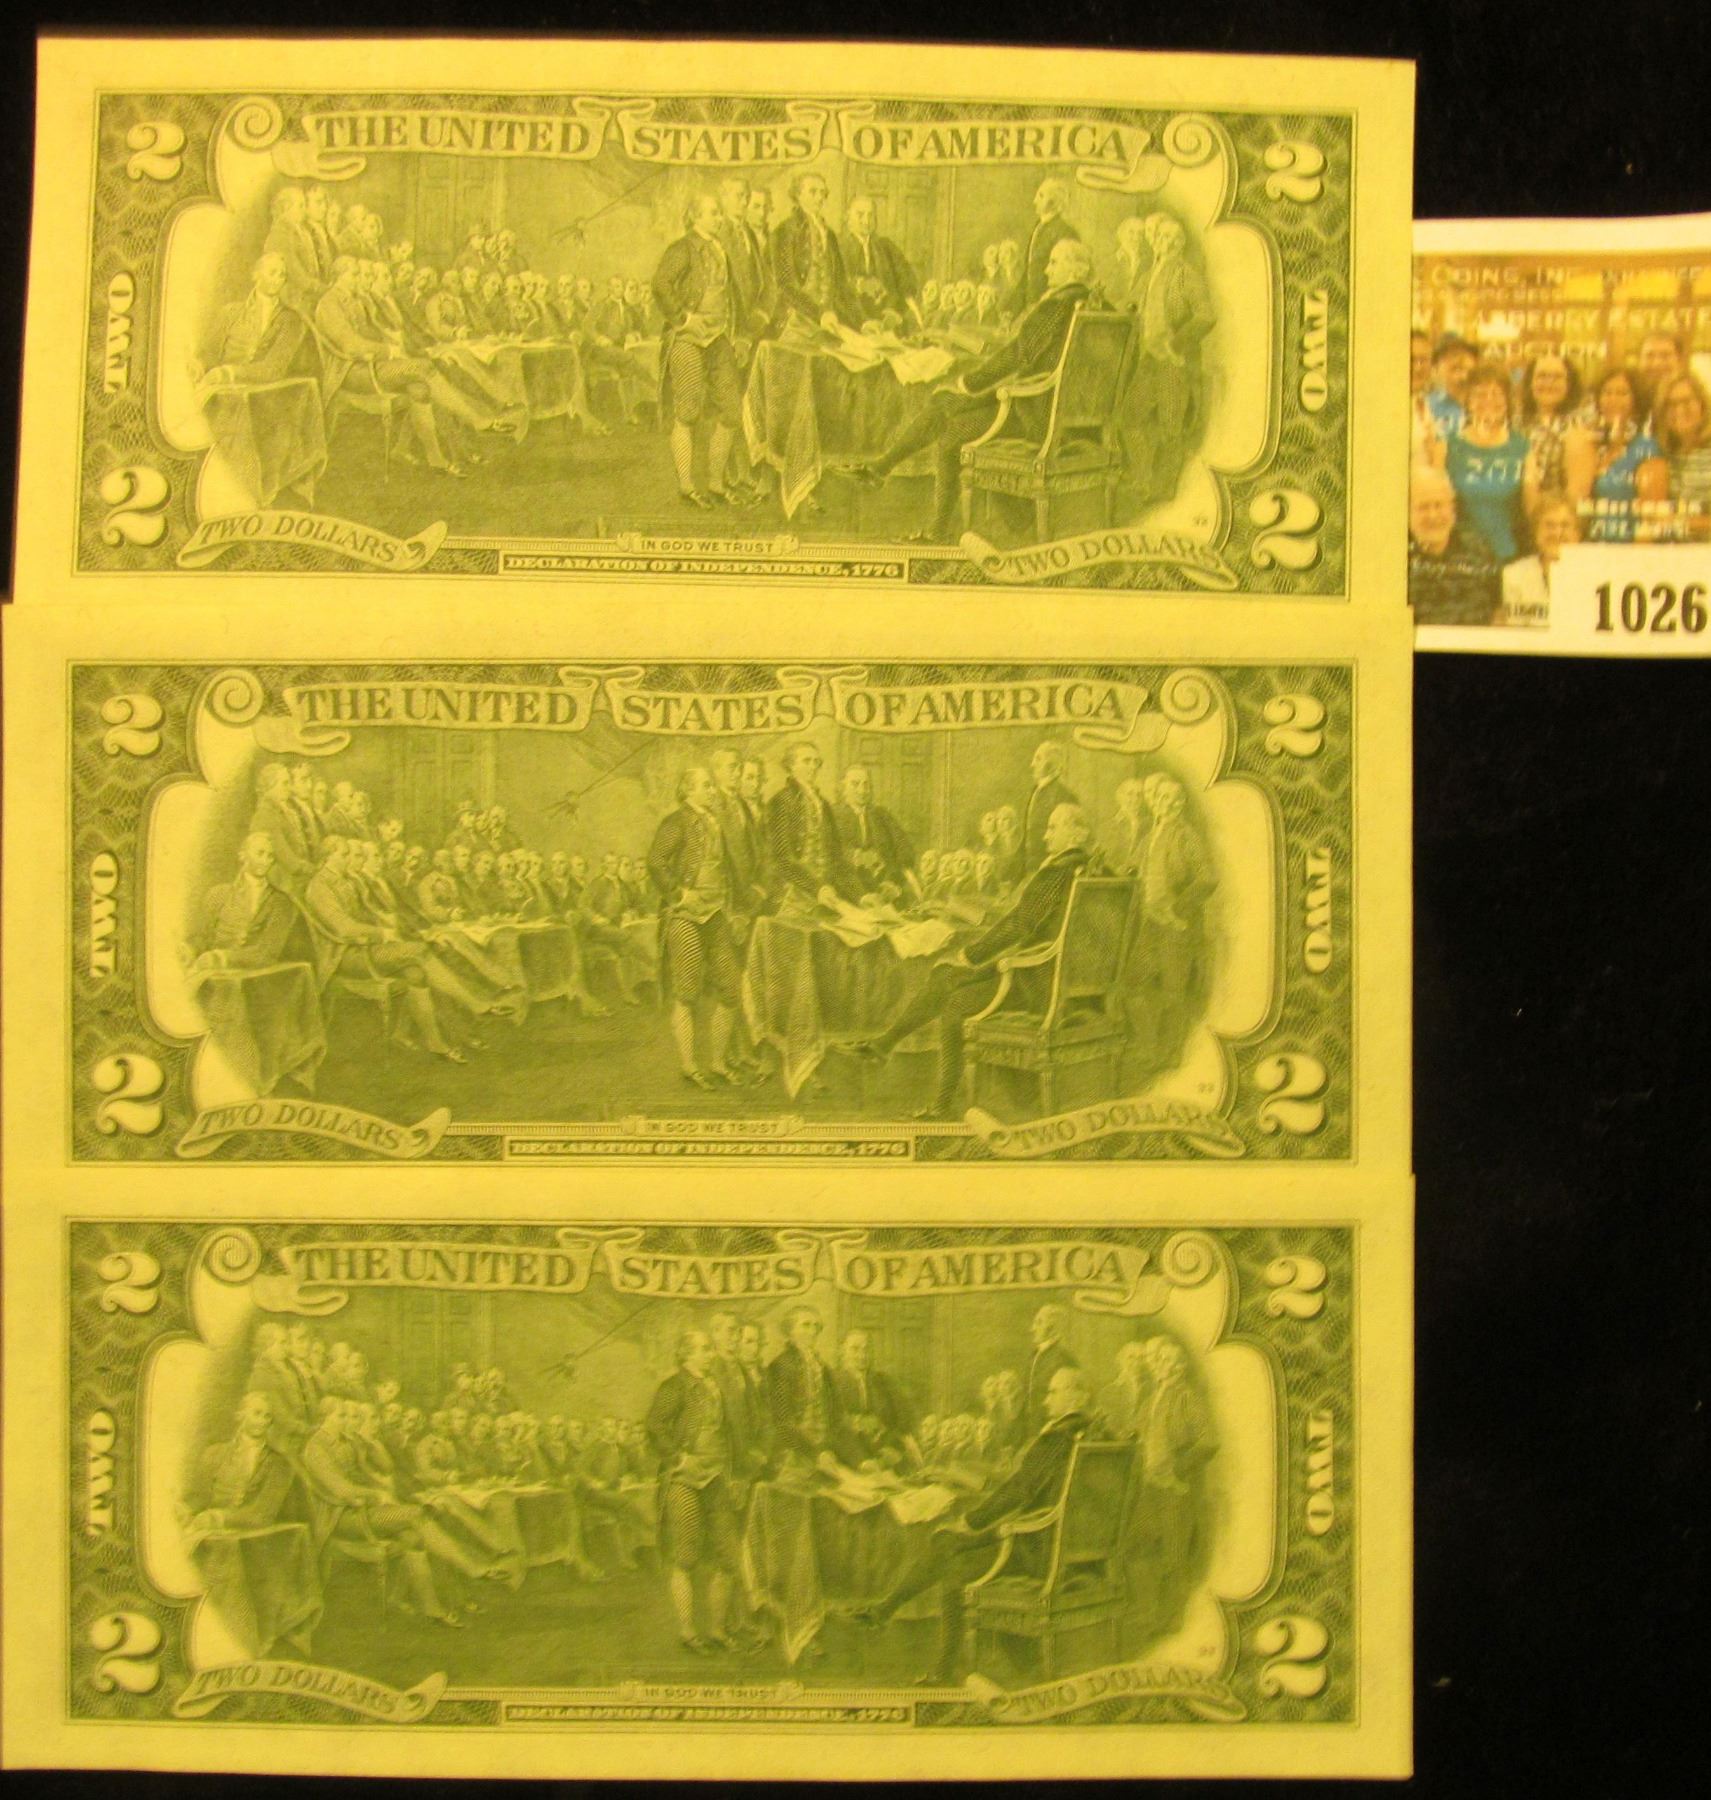 THE UNITED STATES OF AMERICA
2 2
TWO TWO
2 2
TWO DOLLARS TWO DOLLARS
IN GOD WE TRUST
DECLARATION OF INDEPENDENCE, 1776
COINS, INC
ESTATE
AUCTION
1026
THE UNITED STATES OF AMERICA
2 2
TWO TWO
2 2
TWO DOLLARS TWO DOLLARS
IN GOD WE TRUST
DECLARATION OF INDEPENDENCE, 1776
THE UNITED STATES OF AMERICA
2 2
TWO TWO
2 2
TWO DOLLARS TWO DOLLARS
IN GOD WE TRUST
DECLARATION OF INDEPENDENCE, 1776